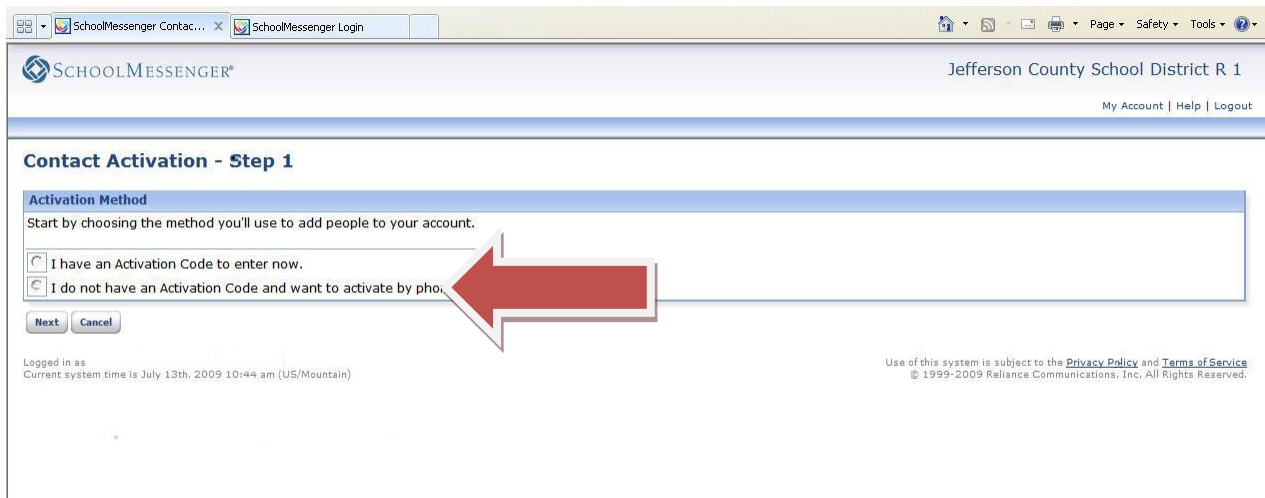 SchoolMessenger Contac... SchoolMessenger Login Page Safety Tools
SCHOOLMESSENGER® Jefferson County School District R 1
My Account | Help | Logout
Contact Activation - Step 1
Activation Method
Start by choosing the method you'll use to add people to your account.
I have an Activation Code to enter now.
I do not have an Activation Code and want to activate by
Next Cancel
Logged in as Use of this system is subject to the Privacy Policy and Terms of Service
Current system time is July 13th, 2009 10:44 am (US/Mountain) © 1999-2009 Reliance Communications, Inc. All Rights Reserved.